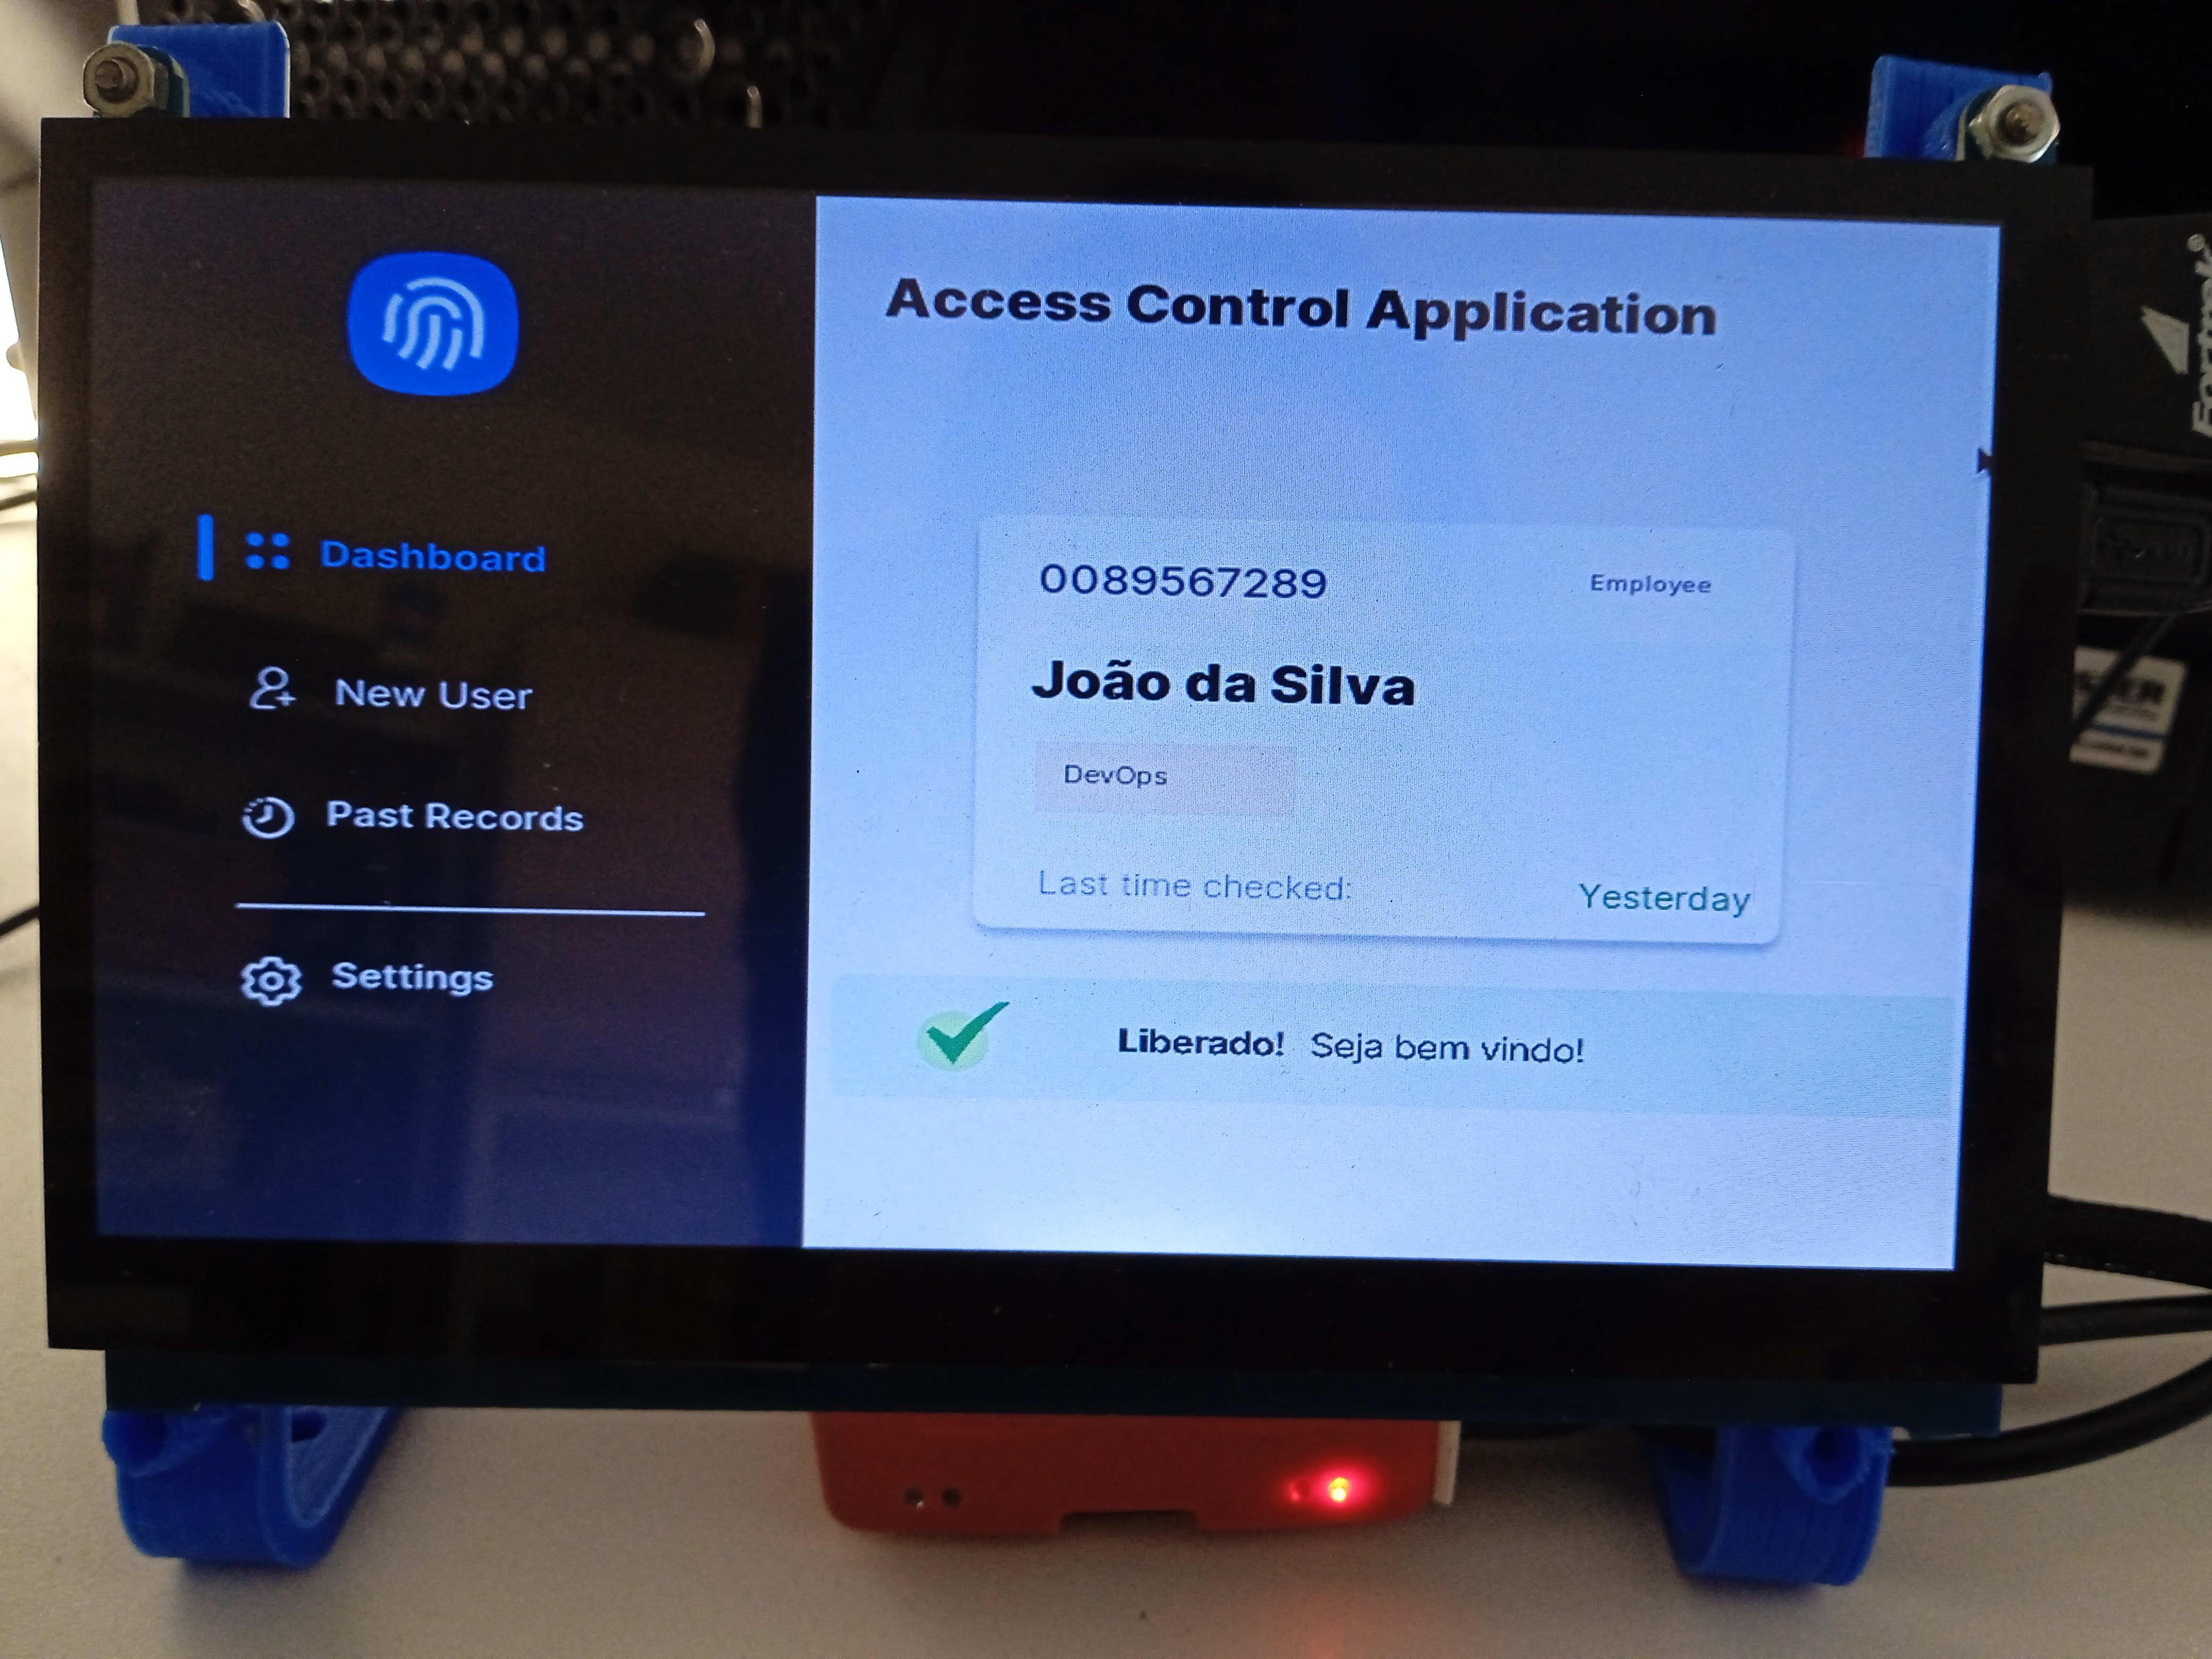 Access Control Application
Dashboard
New User
Past Records
Settings
0089567289
Employee
João da Silva
DevOps
Last time checked:
Yesterday
Liberado! Seja bem vindo!